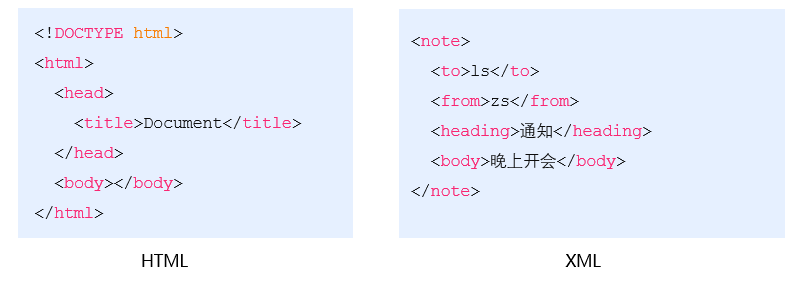 <!DOCTYPE html>
<html>
  <head>
    <title>Document</title>
  </head>
  <body></body>
</html>
HTML
<note>
  <to>ls</to>
  <from>zs</from>
  <heading>通知</heading>
  <body>晚上开会</body>
</note>
XML